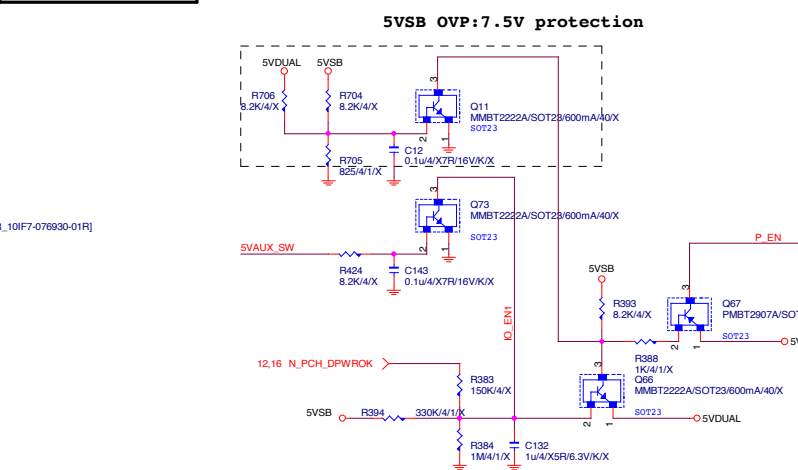 5VSB OVP:7.5V protection
5VDUAL
5VSB
R706
8.2K/4/X
R704
8.2K/4/X
3
Q11
MMBT2222A/SOT23/600mA/40/X
SOT23
2
1
R705
825/4/1/X
C12
0.1u/4/X7R/16V/K/X
3
Q73
MMBT2222A/SOT23/600mA/40/X
SOT23
2
1
_10IF7-076930-01R]
5VAUX_SW
R424
8.2K/4/X
C143
0.1u/4/X7R/16V/K/X
P_EN
5VSB
R393
8.2K/4/X
3
Q67
PMBT2907A/SOT
SOT23
2
1
5V
IO_EN1
R388
1K/4/1/X
12,16 N_PCH_DPWROK
R383
150K/4/X
3
Q66
MMBT2222A/SOT23/600mA/40/X
SOT23
2
1
5VDUAL
5VSB
R394
330K/4/1/X
R384
1M/4/1/X
C132
1u/4/X5R/6.3V/K/X